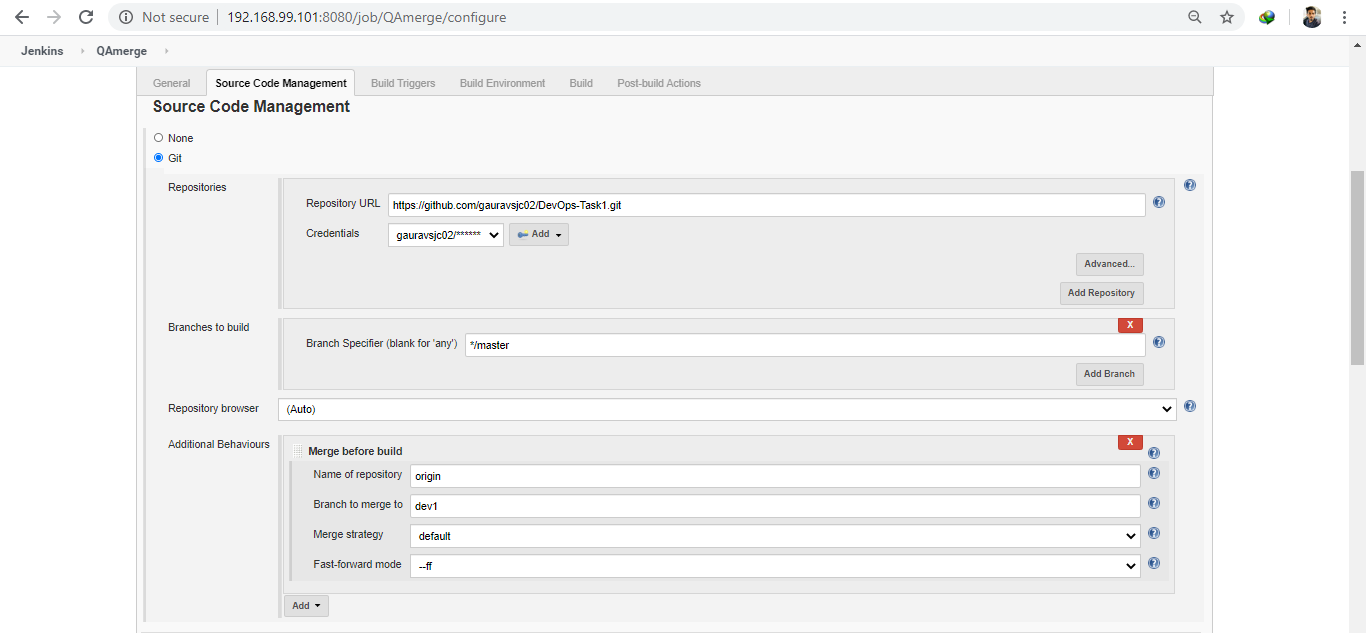 Not secure
192.168.99.101:8080/job/QAmerge/configure
Jenkins QAmerge
General Source Code Management Build Triggers Build Environment Build Post-build Actions
Source Code Management
None
Git
Repositories
Repository URL https://github.com/gauravsjc02/DevOps-Task1.git
Credentials gauravsjc02/****** Add
Advanced...
Add Repository
Branches to build
X
Branch Specifier (blank for 'any') */master
Add Branch
Repository browser (Auto)
Additional Behaviours
X
Merge before build
Name of repository origin
Branch to merge to dev1
Merge strategy default
Fast-forward mode --ff
Add